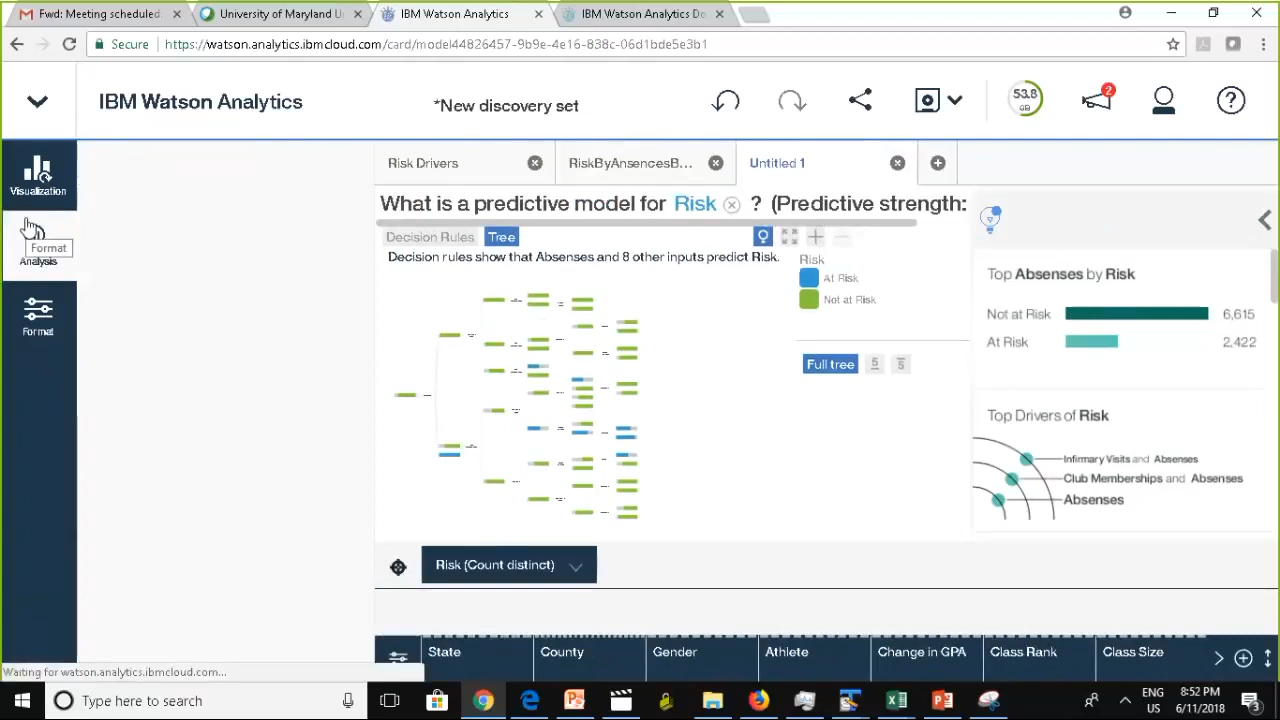 Fwd: Meeting scheduled
University of Maryland U
IBM Watson Analytics
IBM Watson Analytics Do
Secure
https://watson.analytics.ibmcloud.com/card/model44826457-9b9e-4e16-838c-06d1bde5e3b1
IBM Watson Analytics
*New discovery set
53.8
GB
2
Visualization
Format
Analysis
Format
Risk Drivers
RiskByAnsencesB...
Untitled 1
What is a predictive model for Risk ? (Predictive strength:
Decision Rules
Tree
Decision rules show that Absenses and 8 other inputs predict Risk.
Risk
At Risk
Not at Risk
Full tree
5
5
Top Absenses by Risk
Not at Risk 6,615
At Risk 2,422
Top Drivers of Risk
Infirmary Visits and Absenses
Club Memberships and Absenses
Absenses
Risk (Count distinct)
State
County
Gender
Athlete
Change in GPA
Class Rank
Class Size
Waiting for watson.analytics.ibmcloud.com...
Type here to search
ENG
US
8:52 PM
6/11/2018
3